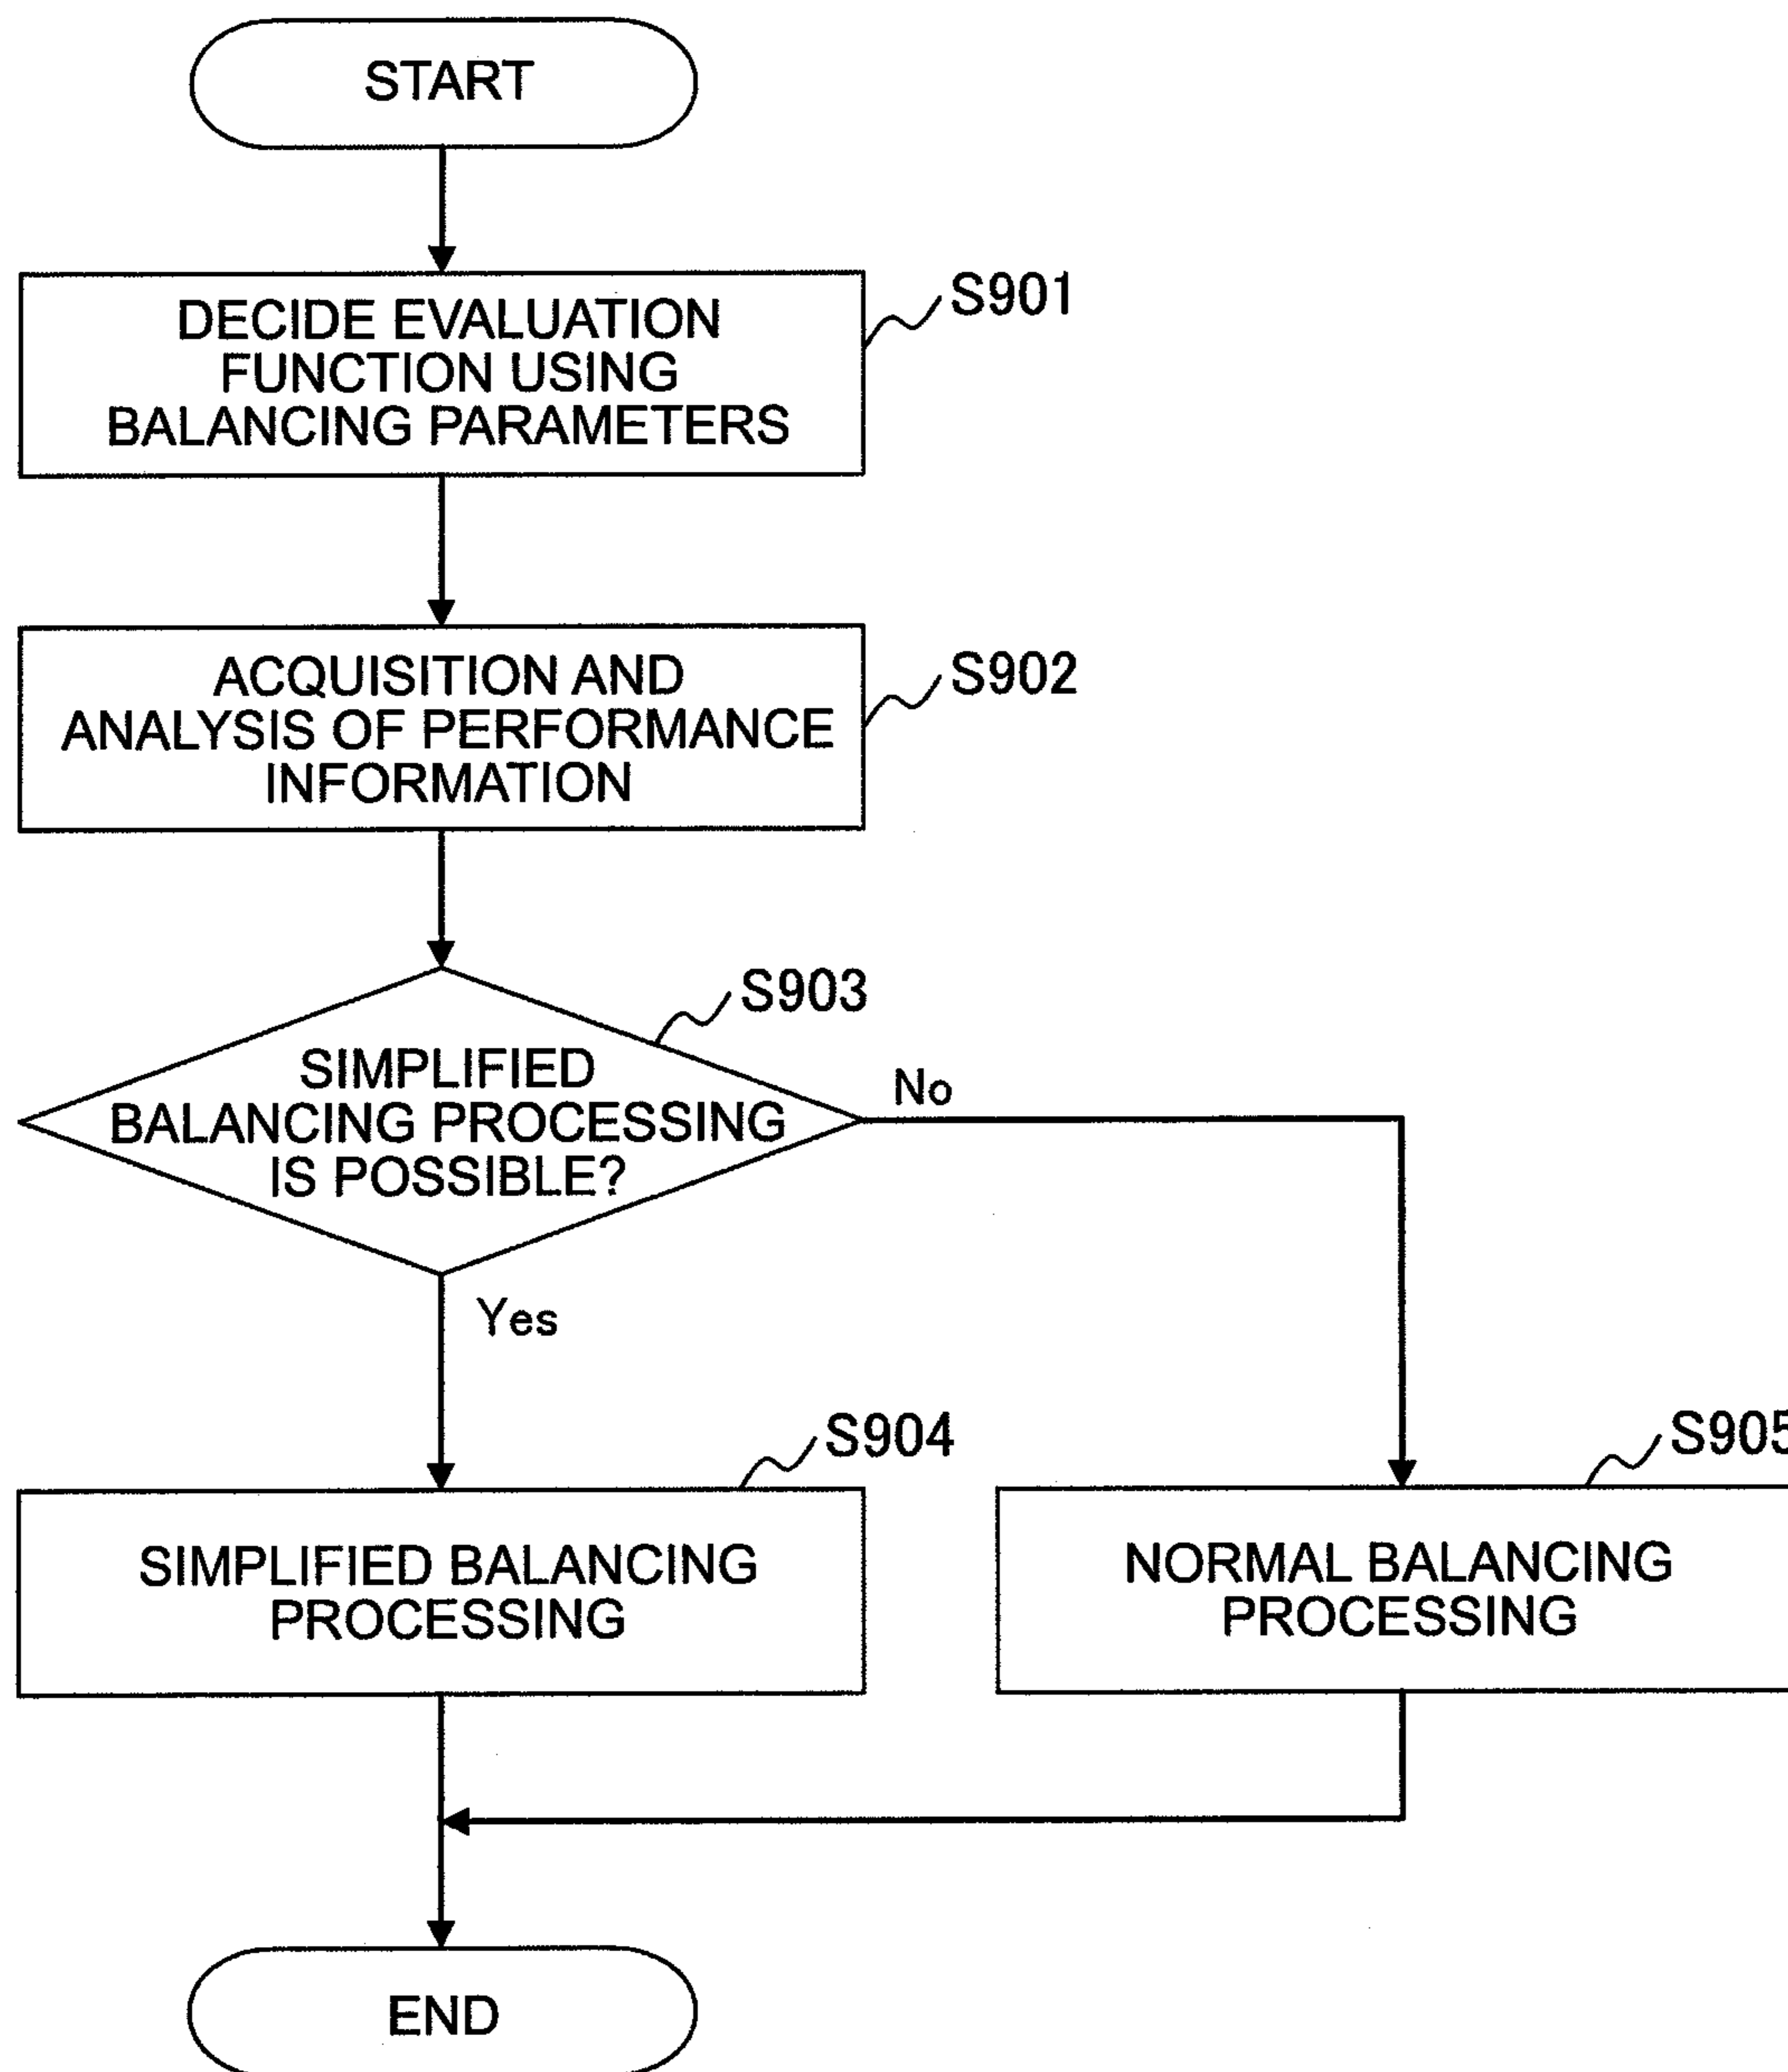 START
DECIDE EVALUATION
FUNCTION USING
BALANCING PARAMETERS
S901
ACQUISITION AND
ANALYSIS OF PERFORMANCE
INFORMATION
S902
S903
SIMPLIFIED
BALANCING PROCESSING
IS POSSIBLE?
No
Yes
S904
SIMPLIFIED BALANCING
PROCESSING
S905
NORMAL BALANCING
PROCESSING
END